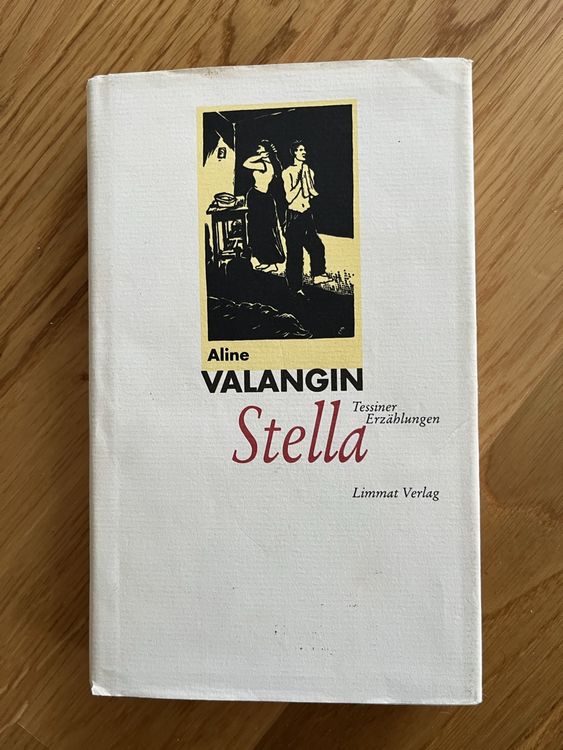 Aline
VALANGIN
Stella
Tessiner
Erzählungen
Limmat Verlag